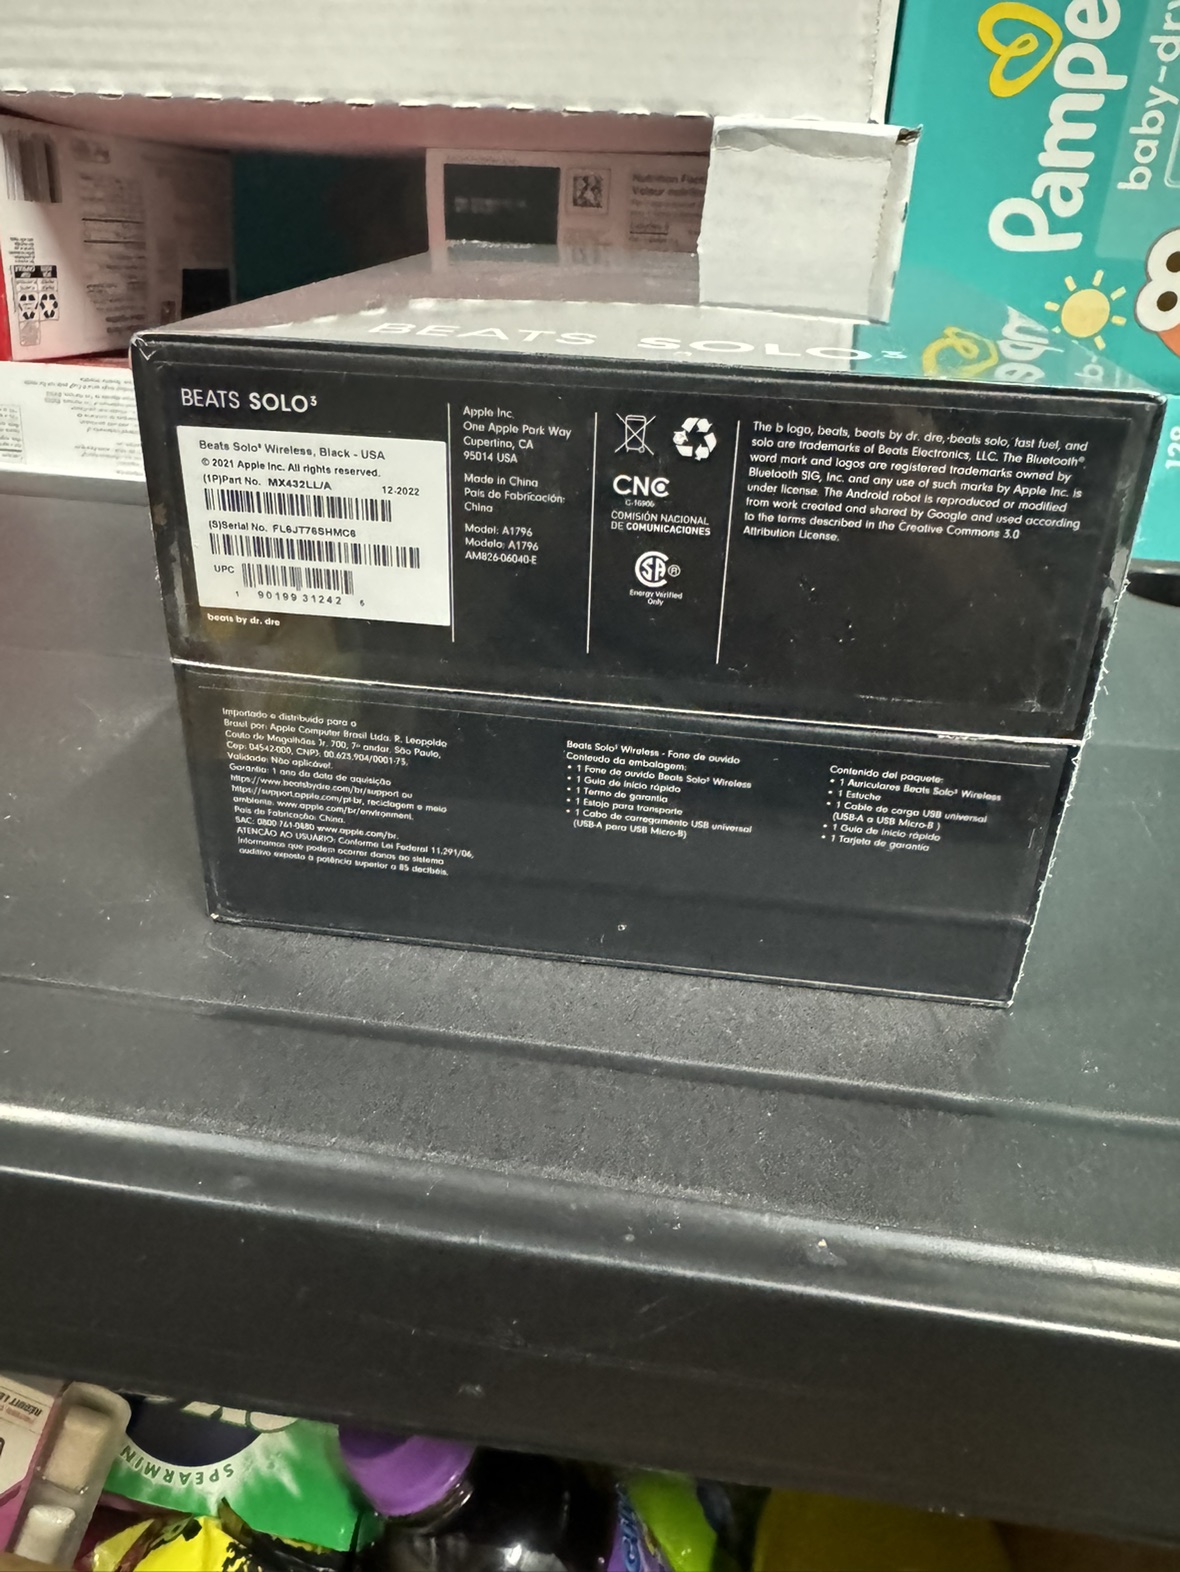 Pampe
baby-dry
Nutrition Fac
Valeur nutritiv
BEATS SOLO³
BEATS SOLO³
Beats Solo³ Wireless, Black - USA
© 2021 Apple Inc. All rights reserved.
(1P)Part No. MX432LL/A 12-2022
(S)Serial No. FL6JT76SHMC6
UPC
1 90199 31242 6
beats by dr. dre
Apple Inc.
One Apple Park Way
Cupertino, CA
95014 USA
Made in China
País de Fabricación:
China
Model: A1796
Modelo: A1796
AM826-06040-E
CNC
C-16906
COMISIÓN NACIONAL
DE COMUNICACIONES
SA®
Energy Verified
Only
The b logo, beats, beats by dr. dre, beats solo, fast fuel, and
solo are trademarks of Beats Electronics, LLC. The Bluetooth®
word mark and logos are registered trademarks owned by
Bluetooth SIG, Inc. and any use of such marks by Apple Inc. is
under license. The Android robot is reproduced or modified
from work created and shared by Google and used according
to the terms described in the Creative Commons 3.0
Attribution License.
Importado e distribuído para o
Brasil por: Apple Computer Brasil Ltda. R. Leopoldo
Couto de Magalhães Jr. 700, 7º andar. São Paulo,
Cep: 04542-000, CNPJ: 00.623.904/0001-73.
Validade: Não aplicável.
Garantia: 1 ano da data de aquisição
https://www.beatsbydre.com/br/support ou
https://support.apple.com/pt-br, reciclagem e meio
ambiente. www.apple.com/br/environment.
País de Fabricação: China.
SAC: 0800 761-0880 www.apple.com/br.
ATENÇÃO AO USUÁRIO: Conforme Lei Federal 11.291/06,
informamos que podem ocorrer danos ao sistema
auditivo exposto à potência superior a 85 decibéis.
Beats Solo³ Wireless - Fone de ouvido
Conteúdo da embalagem:
• 1 Fone de ouvido Beats Solo³ Wireless
• 1 Guia de início rápido
• 1 Termo de garantia
• 1 Estojo para transporte
• 1 Cabo de carregamento USB universal
(USB-A para USB Micro-B)
Contenido del paquete:
• 1 Auriculares Beats Solo³ Wireless
• 1 Estuche
• 1 Cable de carga USB universal
(USB-A a USB Micro-B )
• 1 Guía de inicio rápido
• 1 Tarjeta de garantía
128
SPEARMIN